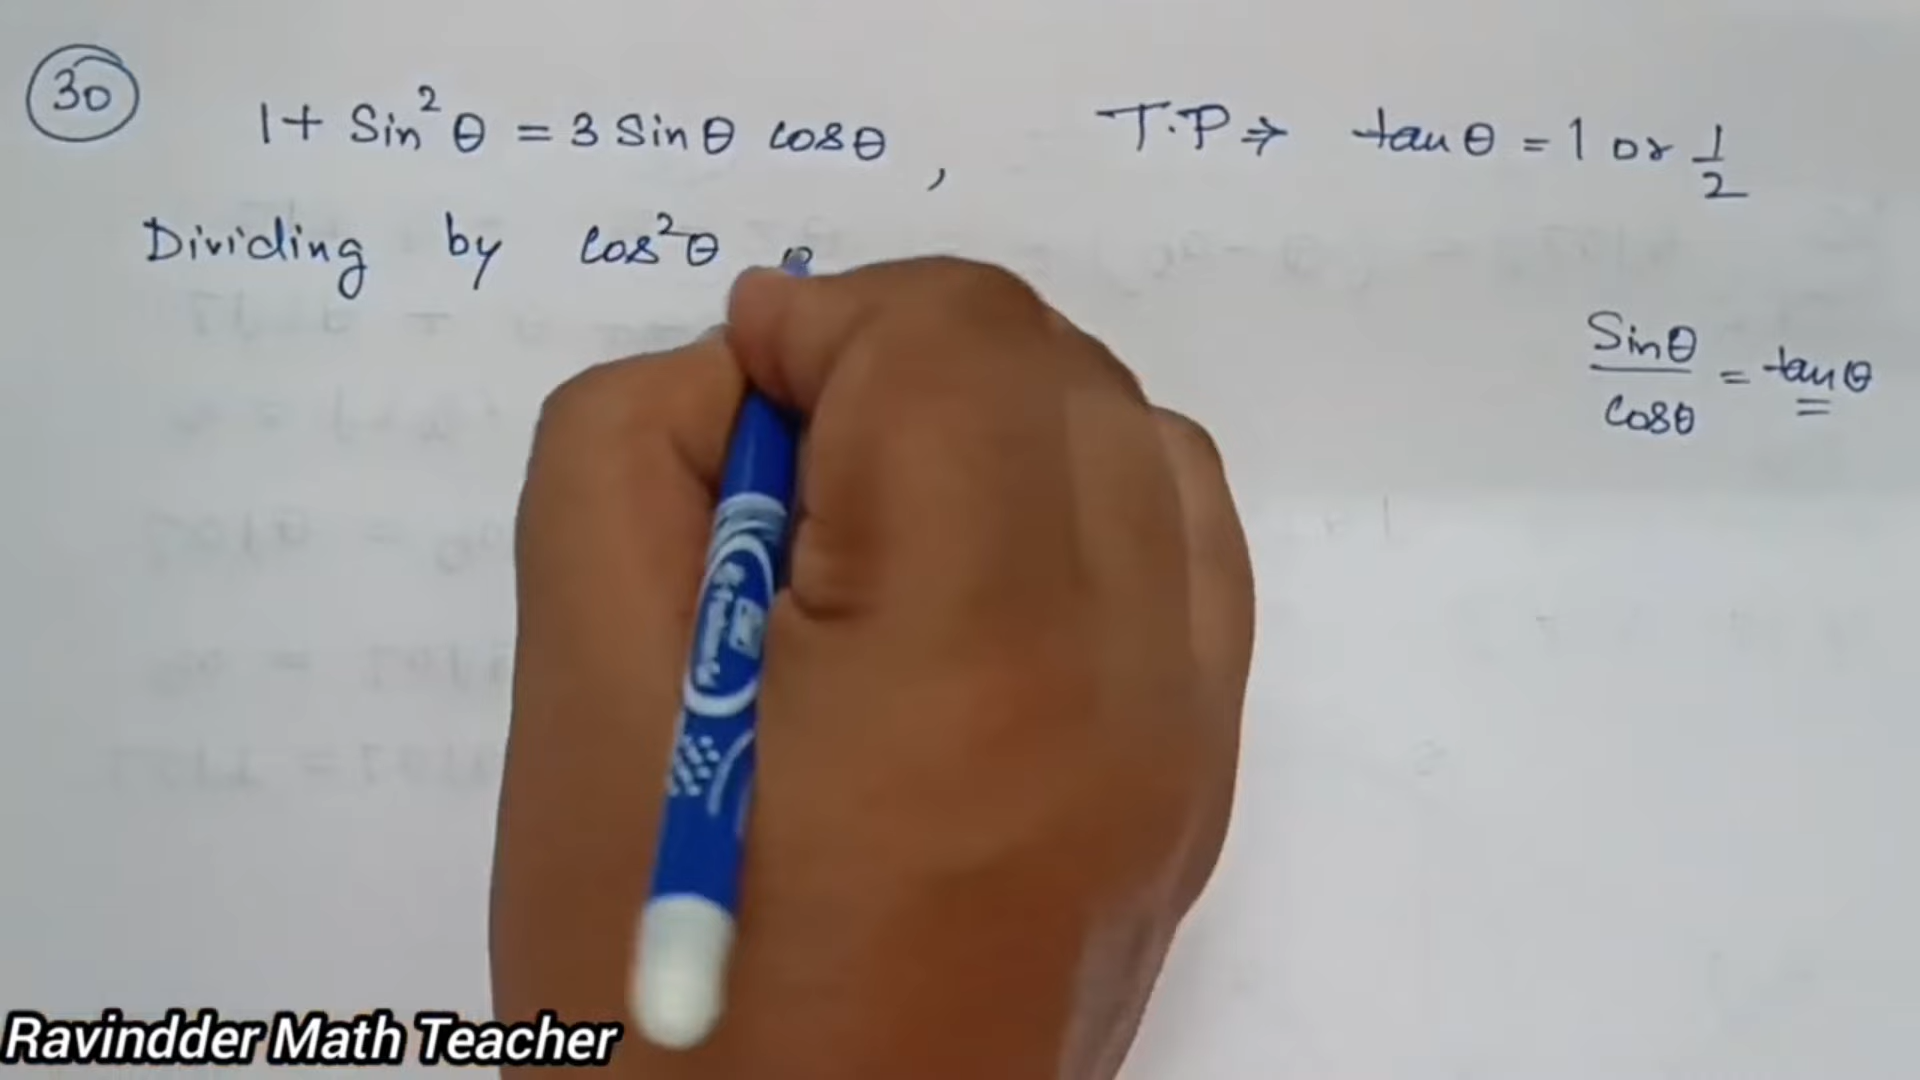 30
1 + Sin²θ = 3 Sinθ cosθ , T.P ⇒ tanθ = 1 or 1/2
Dividing by cos²θ
Sinθ/cosθ = tanθ
Ravindder Math Teacher